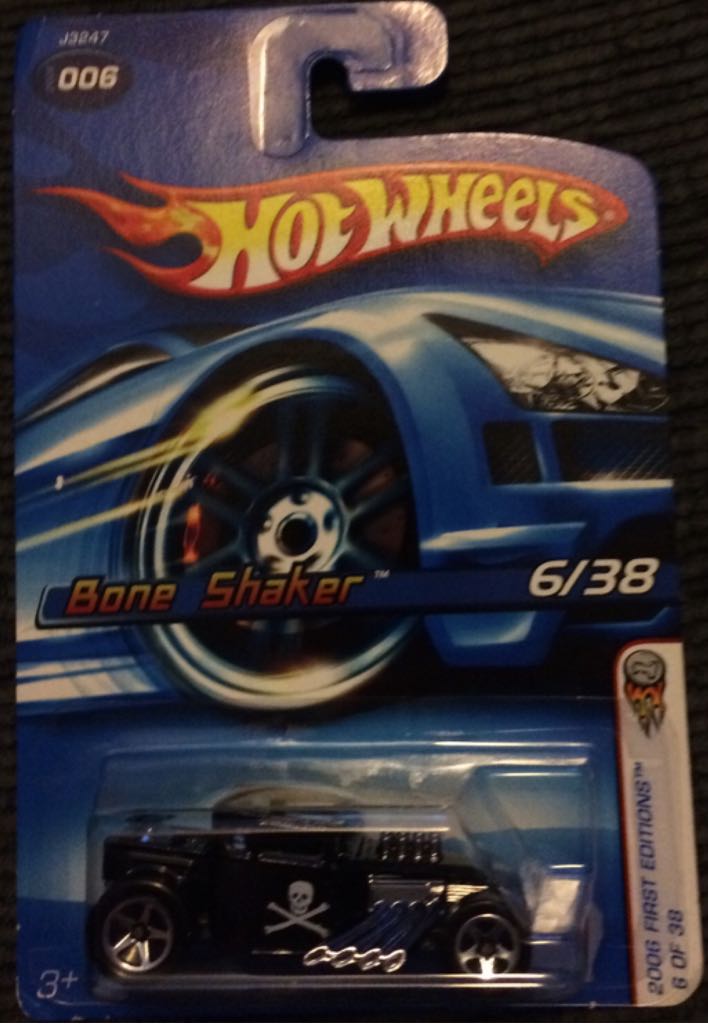 J3247
006
HOT WHEELS®
Bone Shaker™
6/38
2006 FIRST EDITIONS™
6 OF 38
3+